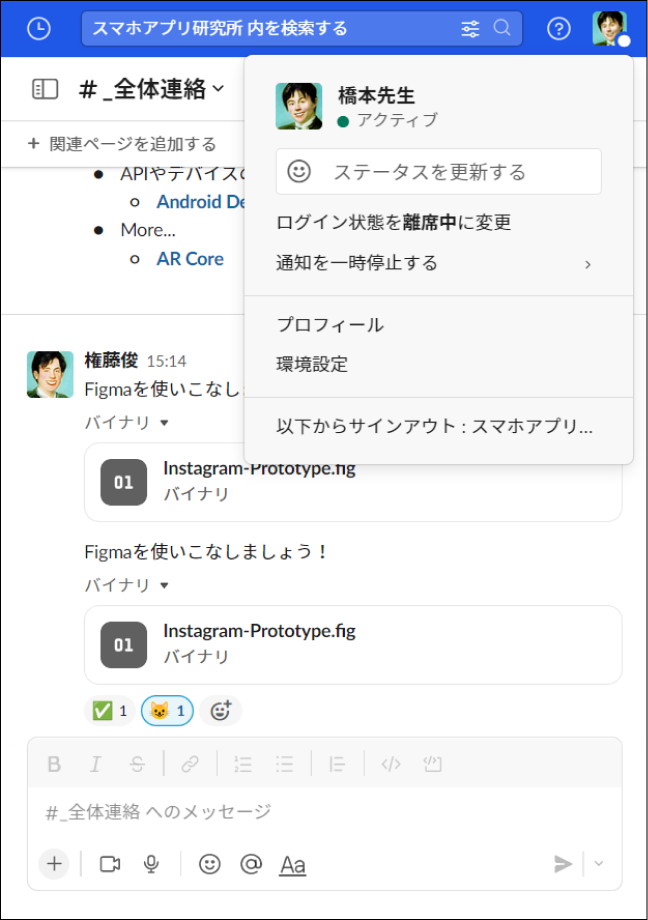 スマホアプリ研究所 内を検索する
# _全体連絡
+ 関連ページを追加する
橋本先生
アクティブ
ステータスを更新する
ログイン状態を離席中に変更
通知を一時停止する
プロフィール
環境設定
以下からサインアウト : スマホアプリ...
APIやデバイス
Android De
More...
AR Core
権藤俊 15:14
Figmaを使いこなし
バイナリ
01
Instagram-Prototype.fig
バイナリ
Figmaを使いこなしましょう！
バイナリ
01
Instagram-Prototype.fig
バイナリ
1 1
B I S
#_全体連絡 へのメッセージ
+ @ Aa